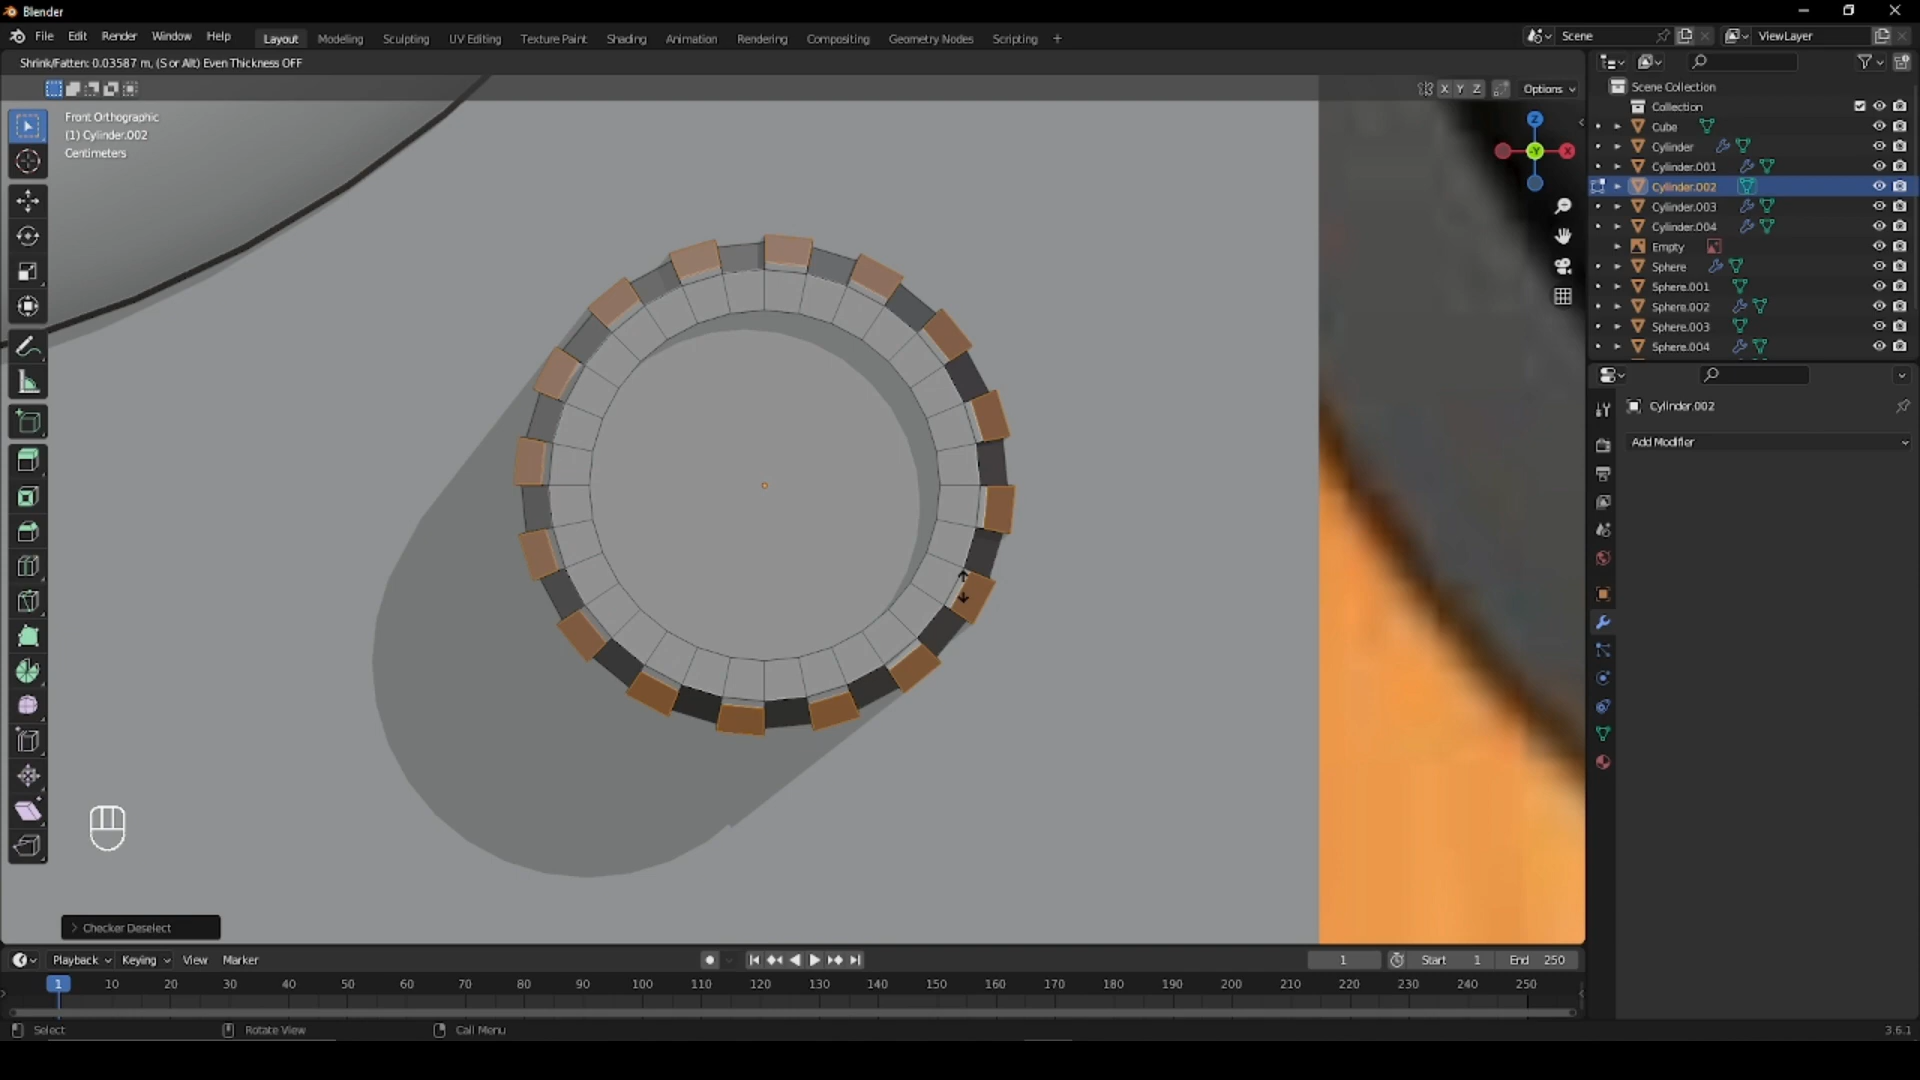 Blender
File Edit Render Window Help Layout Modeling Sculpting UV Editing Texture Paint Shading Animation Rendering Compositing Geometry Nodes Scripting + Scene ViewLayer
Shrink/Fatten: 0.03587 m, (S or Alt) Even Thickness OFF
X Y Z Options
Front Orthographic
(1) Cylinder.002
Centimeters
Z
-Y
X
Scene Collection
Collection
Cube
Cylinder
Cylinder.001
Cylinder.002
Cylinder.003
Cylinder.004
Empty
Sphere
Sphere.001
Sphere.002
Sphere.003
Sphere.004
Cylinder.002
Add Modifier
Checker Deselect
Playback Keying View Marker 1 Start 1 End 250
1 10 20 30 40 50 60 70 80 90 100 110 120 130 140 150 160 170 180 190 200 210 220 230 240 250
Select Rotate View Call Menu 3.6.1